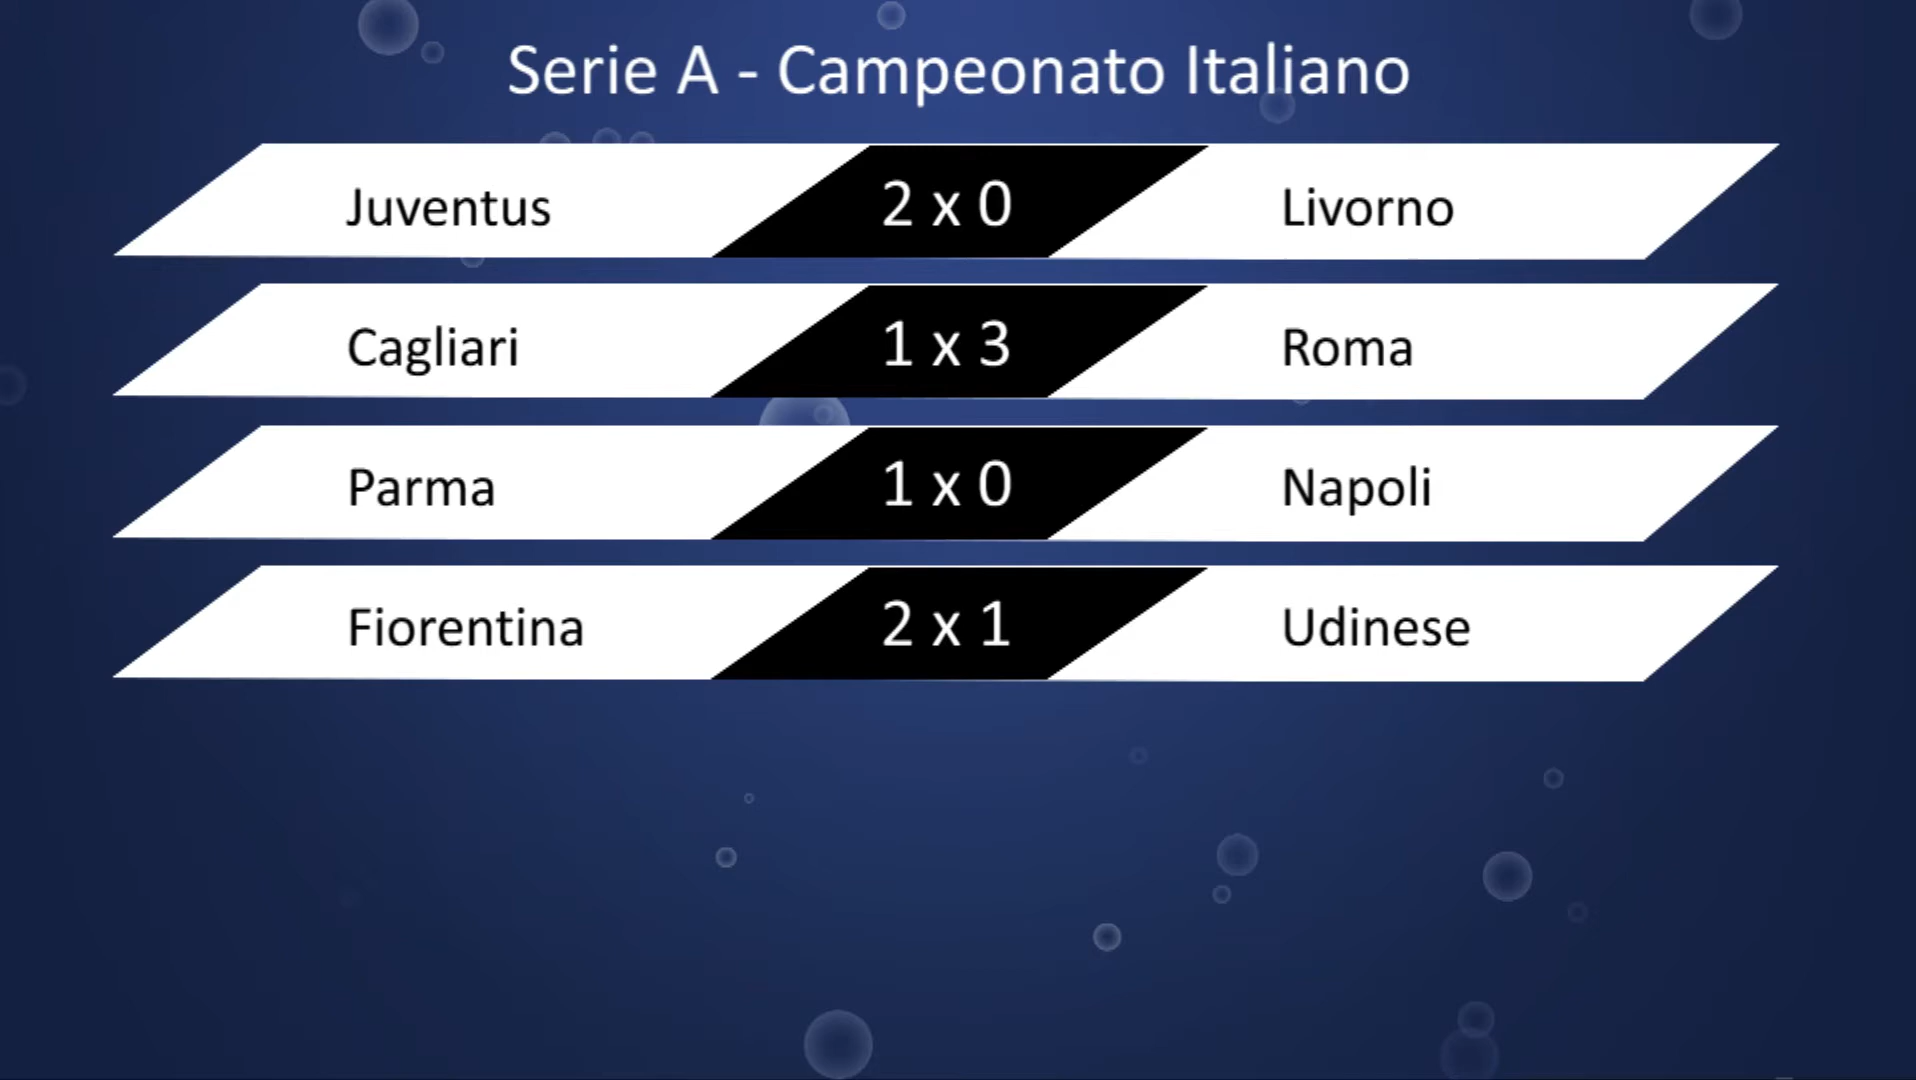 Serie A - Campeonato Italiano
Juventus 2 x 0 Livorno
Cagliari 1 x 3 Roma
Parma 1 x 0 Napoli
Fiorentina 2 x 1 Udinese